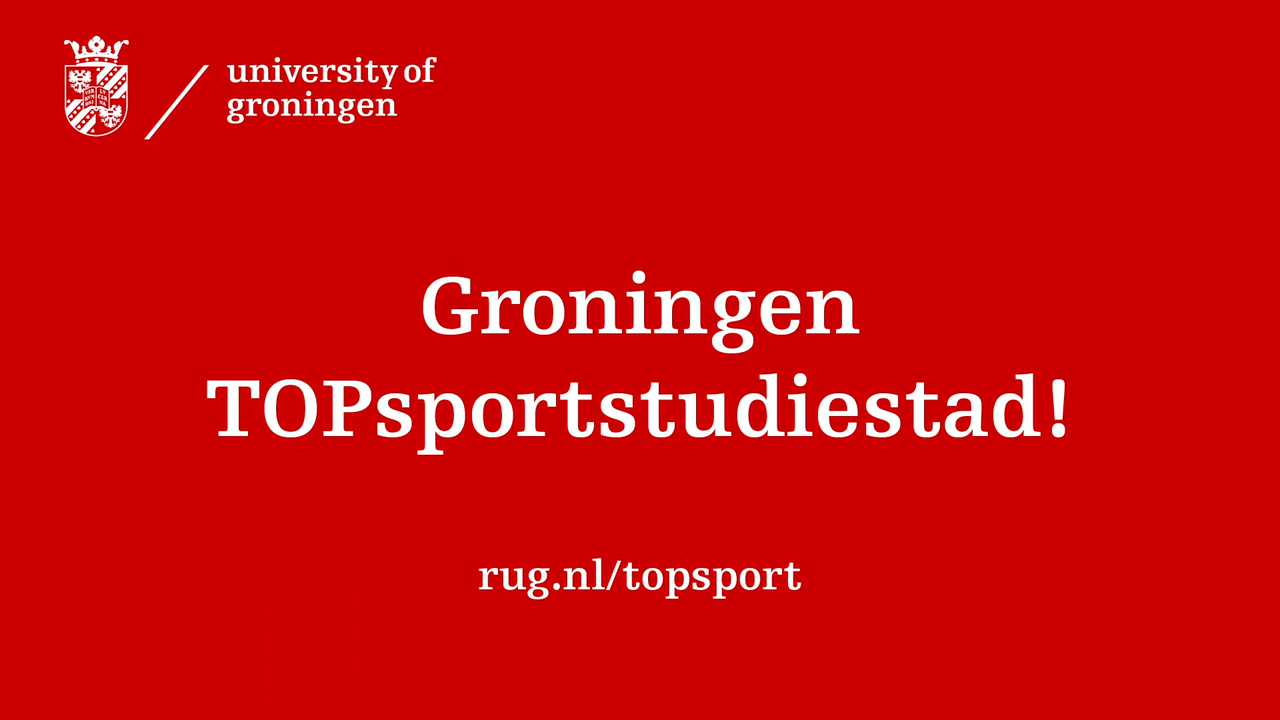 university of
groningen
Groningen
TOPsportstudiestad!
rug.nl/topsport